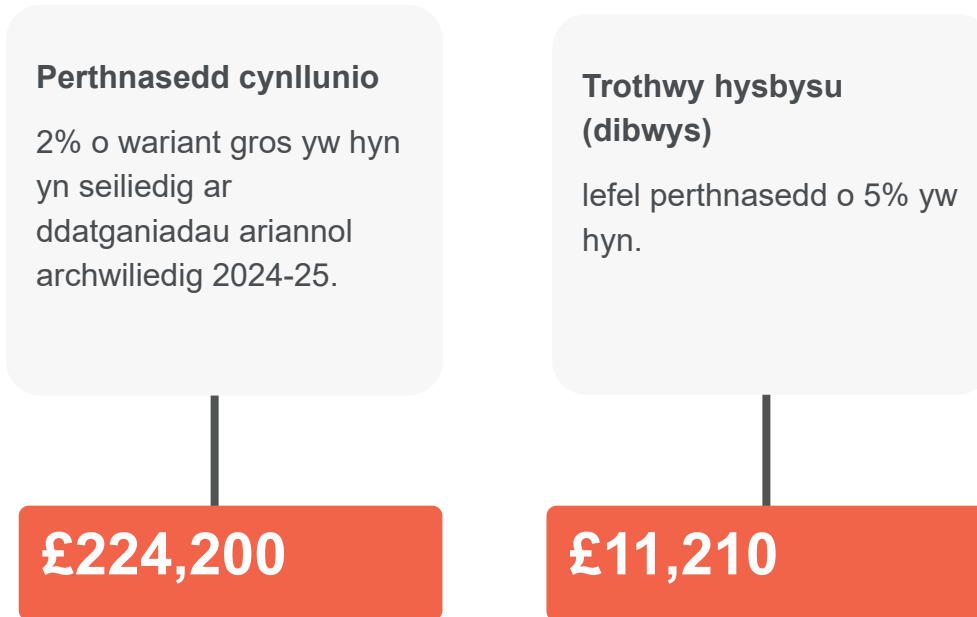 Perthnasedd cynllunio
2% o wariant gros yw hyn
yn seiliedig ar
ddatganiadau ariannol
archwiliedig 2024-25.
£224,200
Trothwy hysbysu
(dibwys)
lefel perthnasedd o 5% yw
hyn.
£11,210